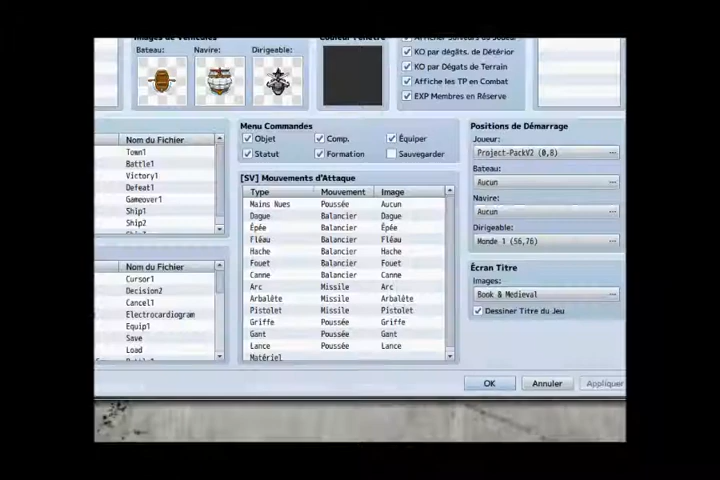 Images de Véhicules
Couleur Fenêtre
Bateau:
Navire:
Dirigeable:
KO par dégâts. de Détérior
KO par Dégats de Terrain
Affiche les TP en Combat
EXP Membres en Réserve
Nom du Fichier
Town1
Battle1
Victory1
Defeat1
Gameover1
Ship1
Ship2
Nom du Fichier
Cursor1
Decision2
Cancel1
Electrocardiogram
Equip1
Save
Load
Menu Commandes
Objet
Comp.
Équiper
Statut
Formation
Sauvegarder
[SV] Mouvements d'Attaque
Type Mouvement Image
Mains Nues Poussée Aucun
Dague Balancier Dague
Épée Balancier Épée
Fléau Balancier Fléau
Hache Balancier Hache
Fouet Balancier Fouet
Canne Balancier Canne
Arc Missile Arc
Arbalète Missile Arbalète
Pistolet Missile Pistolet
Griffe Poussée Griffe
Gant Poussée Gant
Lance Poussée Lance
Matériel
Positions de Démarrage
Joueur:
Project-PackV2 (0,8) ...
Bateau:
Aucun ...
Navire:
Aucun ...
Dirigeable:
Monde 1 (56,76) ...
Écran Titre
Images:
Book & Medieval ...
Dessiner Titre du Jeu
OK
Annuler
Appliquer